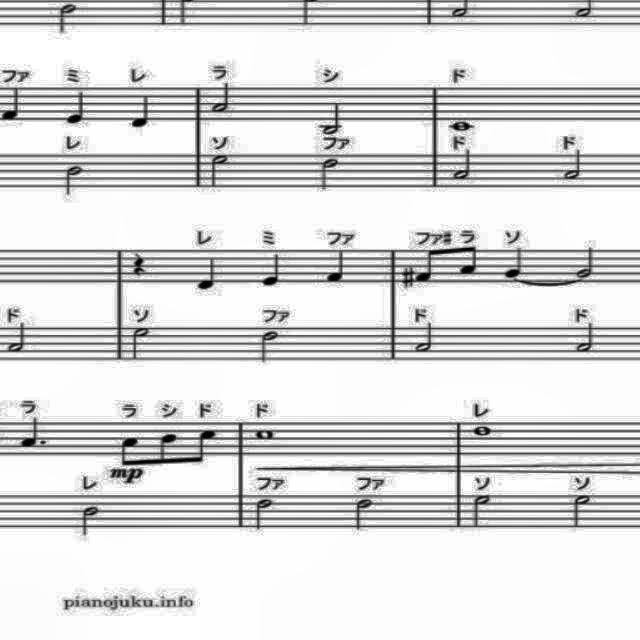 ファ ミ レ ラ シ ド
レ ソ ファ ド ド
レ ミ ファ ファ# ラ ソ
ド ソ ファ ド ド
ラ ラ シ ド ド レ
mp
レ ファ ファ ソ ソ
pianojuku.info